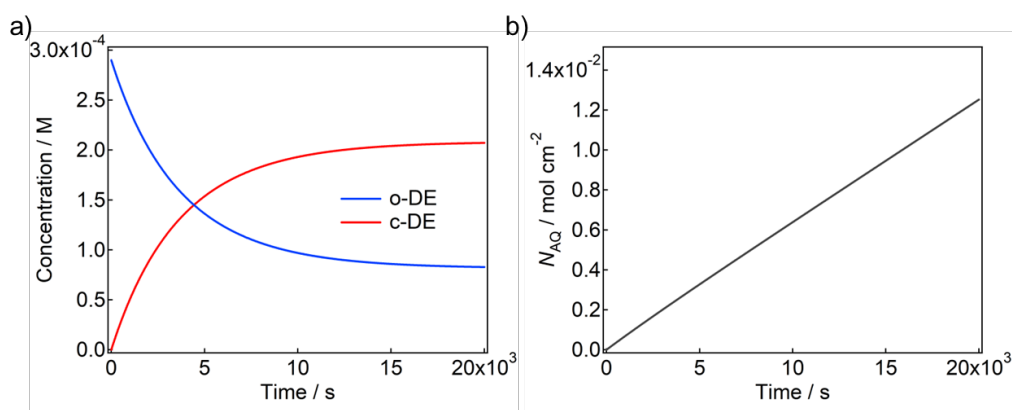 a)
3.0x10⁻⁴
2.5
2.0
1.5
1.0
0.5
0.0
Concentration / M
o-DE
c-DE
0 5 10 15 20x10³
Time / s
b)
1.4x10⁻²
1.2
1.0
0.8
0.6
0.4
0.2
0.0
N_AQ / mol cm⁻²
0 5 10 15 20x10³
Time / s